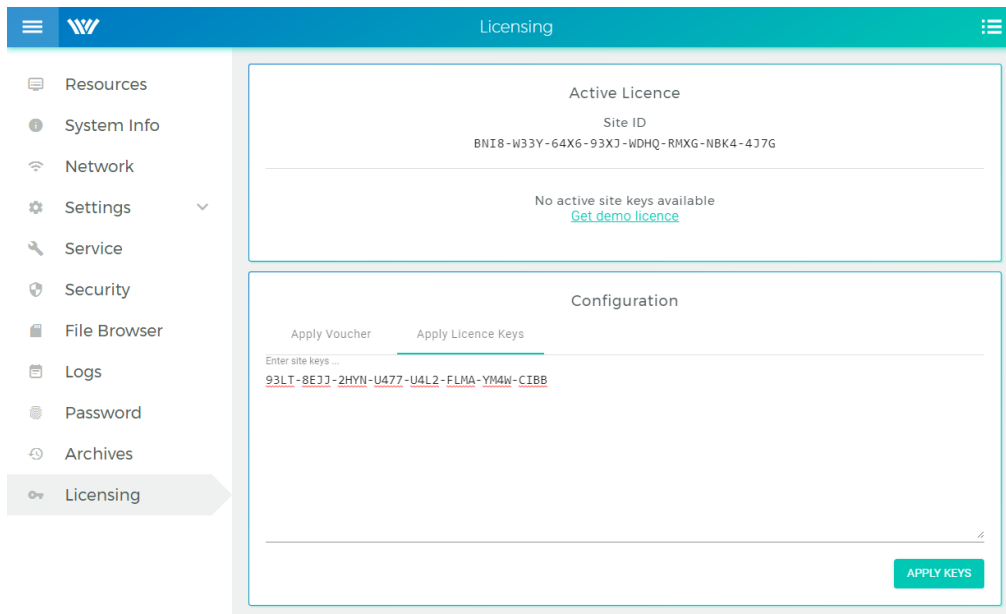 Licensing
Resources
System Info
Network
Settings
Service
Security
File Browser
Logs
Password
Archives
Licensing
Active Licence
Site ID
BNI8-W33Y-64X6-93XJ-WDHQ-RMXG-NBK4-4J7G
No active site keys available
Get demo licence
Configuration
Apply Voucher Apply Licence Keys
Enter site keys ...
93LT-8EJJ-2HYN-U477-U4L2-FLMA-YM4W-CIBB
APPLY KEYS